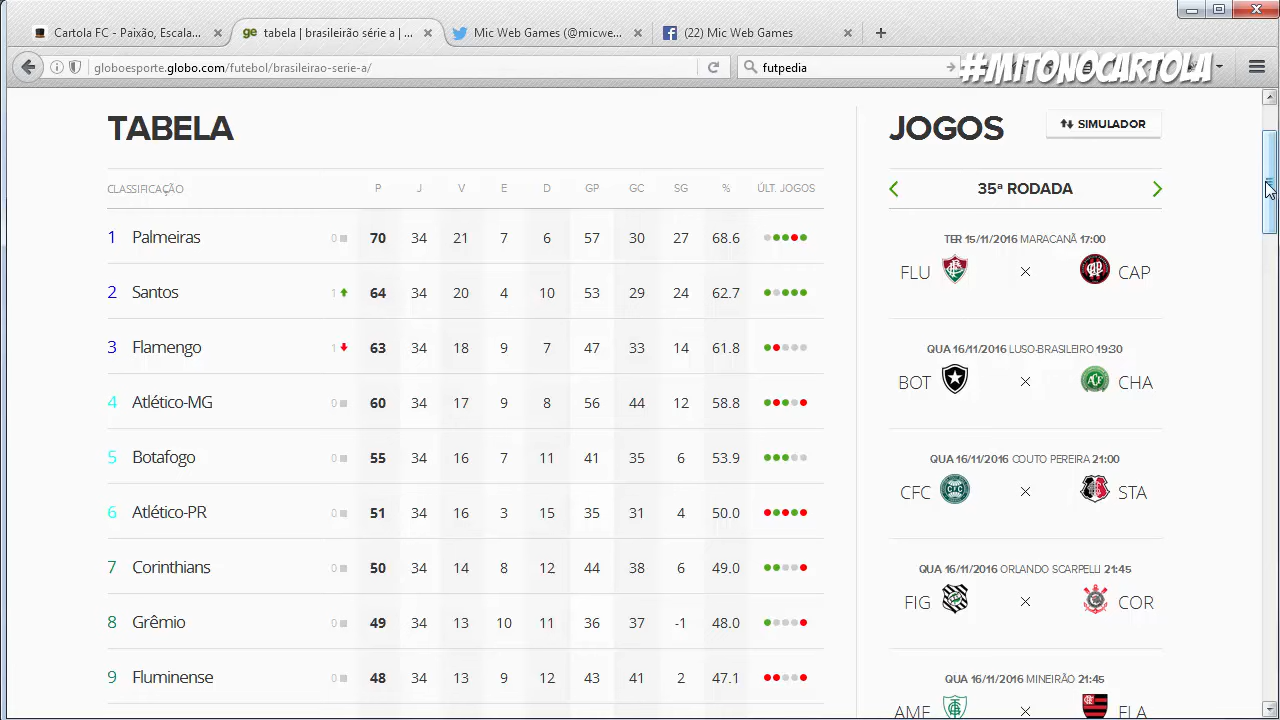 Cartola FC - Paixão, Escala...
ge tabela | brasileirão série a | ...
Mic Web Games (@micwe...
(22) Mic Web Games
globoesporte.globo.com/futebol/brasileirao-serie-a/
futpedia
#MITONOCARTOLA
TABELA
CLASSIFICAÇÃO P J V E D GP GC SG % ÚLT. JOGOS
1 Palmeiras 0 70 34 21 7 6 57 30 27 68.6
2 Santos 1 64 34 20 4 10 53 29 24 62.7
3 Flamengo 1 63 34 18 9 7 47 33 14 61.8
4 Atlético-MG 0 60 34 17 9 8 56 44 12 58.8
5 Botafogo 0 55 34 16 7 11 41 35 6 53.9
6 Atlético-PR 0 51 34 16 3 15 35 31 4 50.0
7 Corinthians 0 50 34 14 8 12 44 38 6 49.0
8 Grêmio 0 49 34 13 10 11 36 37 -1 48.0
9 Fluminense 0 48 34 13 9 12 43 41 2 47.1
JOGOS
SIMULADOR
35ª RODADA
TER 15/11/2016 MARACANÃ 17:00
FLU × CAP
QUA 16/11/2016 LUSO-BRASILEIRO 19:30
BOT × CHA
QUA 16/11/2016 COUTO PEREIRA 21:00
CFC × STA
QUA 16/11/2016 ORLANDO SCARPELLI 21:45
FIG × COR
QUA 16/11/2016 MINEIRÃO 21:45
AME × FLA